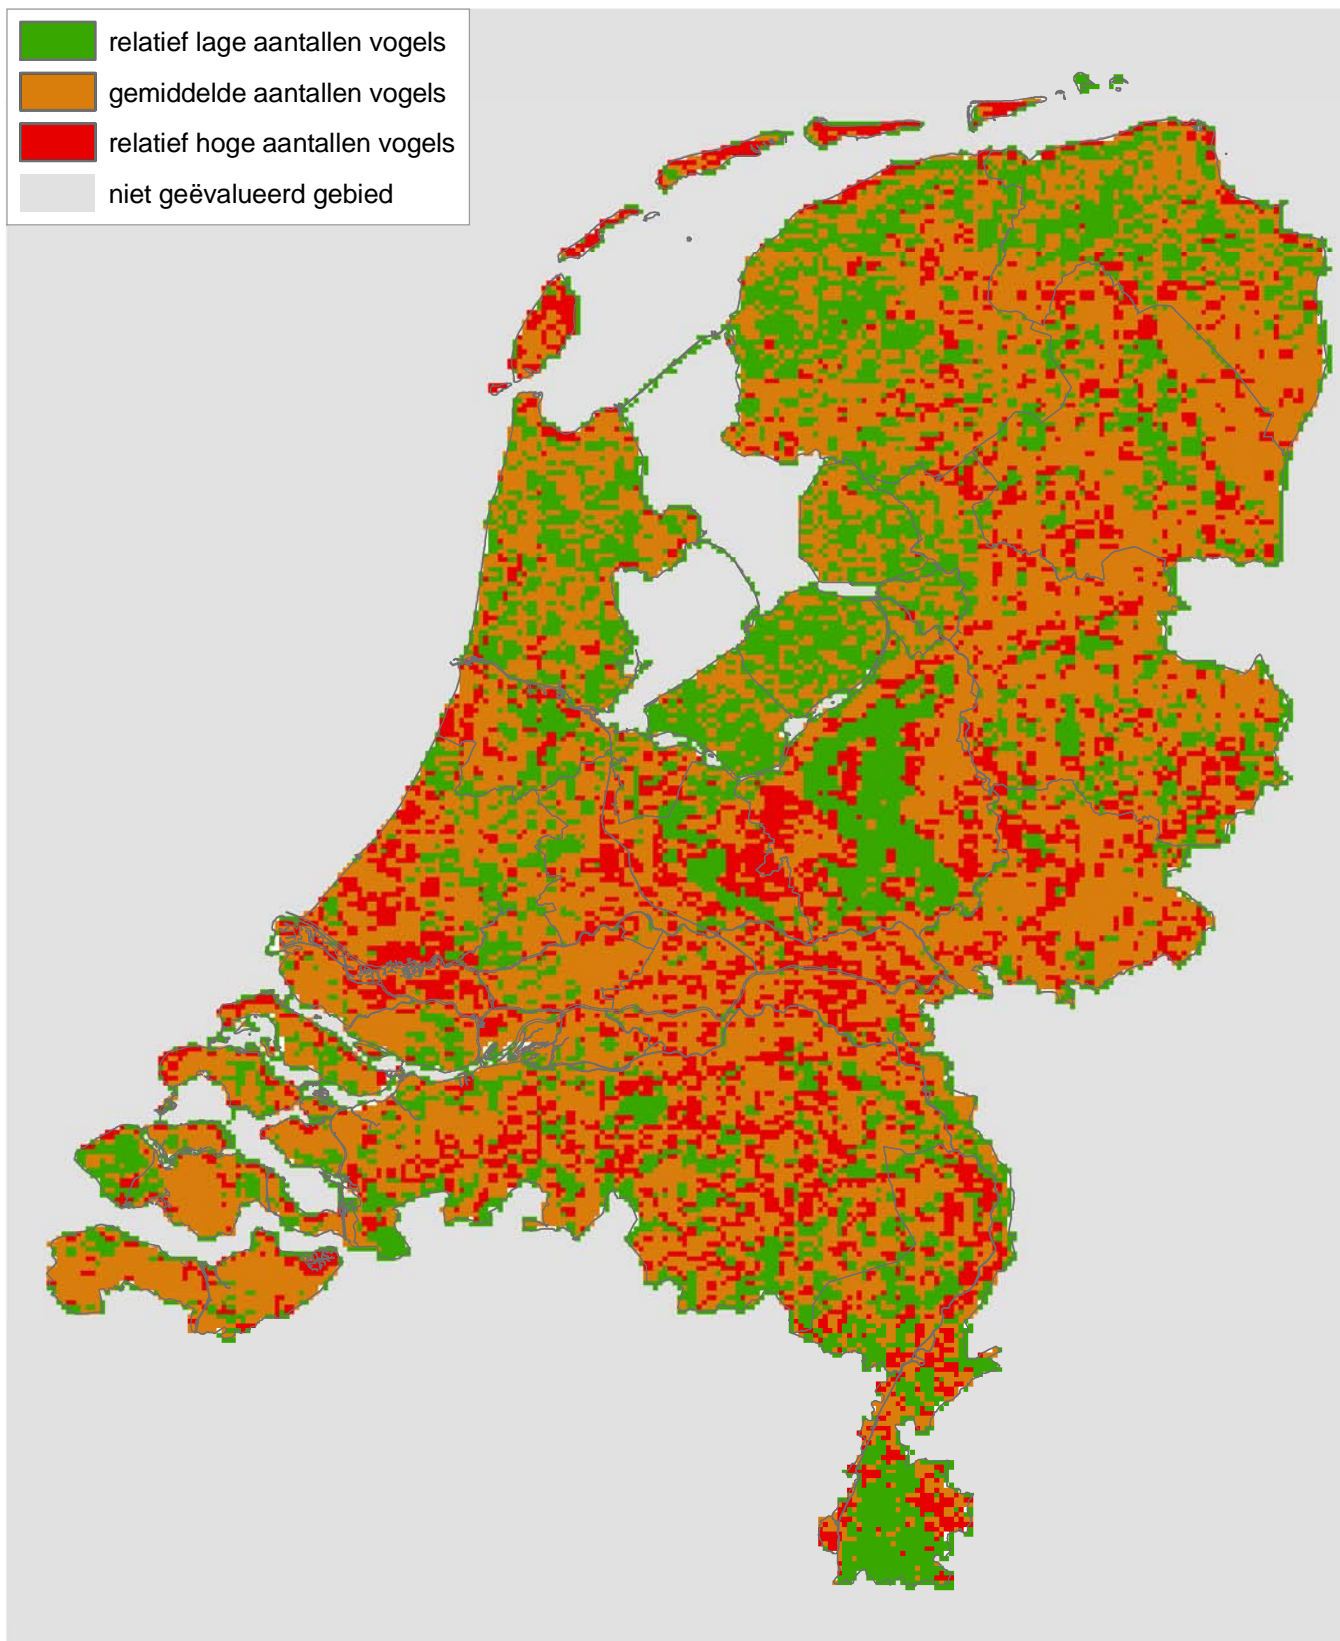 relatief lage aantallen vogels
gemiddelde aantallen vogels
relatief hoge aantallen vogels
niet geëvalueerd gebied